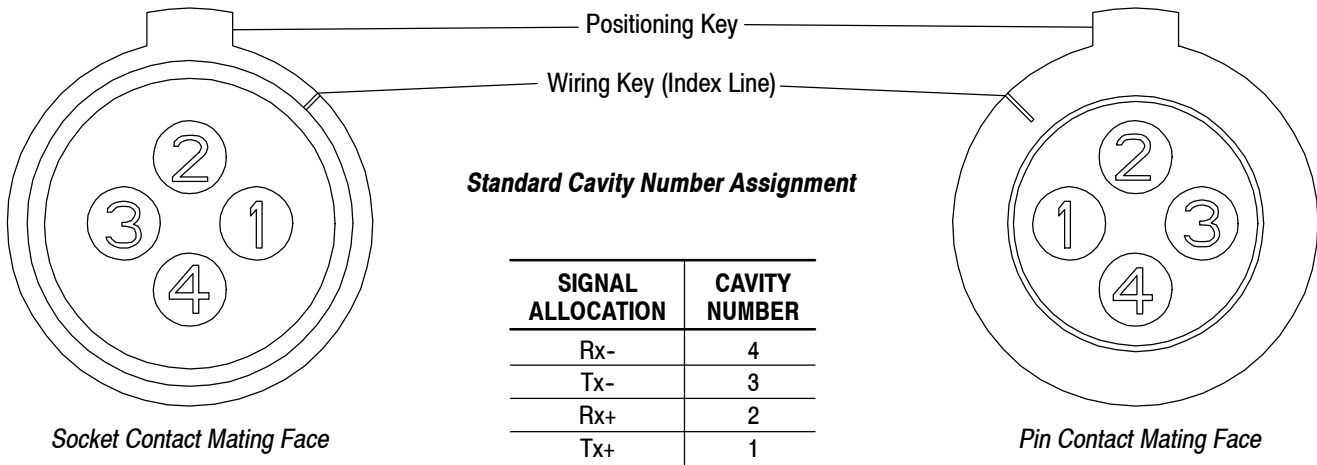 Positioning Key
Wiring Key (Index Line)
2
3 1
4
Socket Contact Mating Face
Standard Cavity Number Assignment
SIGNAL ALLOCATION CAVITY NUMBER
Rx- 4
Tx- 3
Rx+ 2
Tx+ 1
2
1 3
4
Pin Contact Mating Face